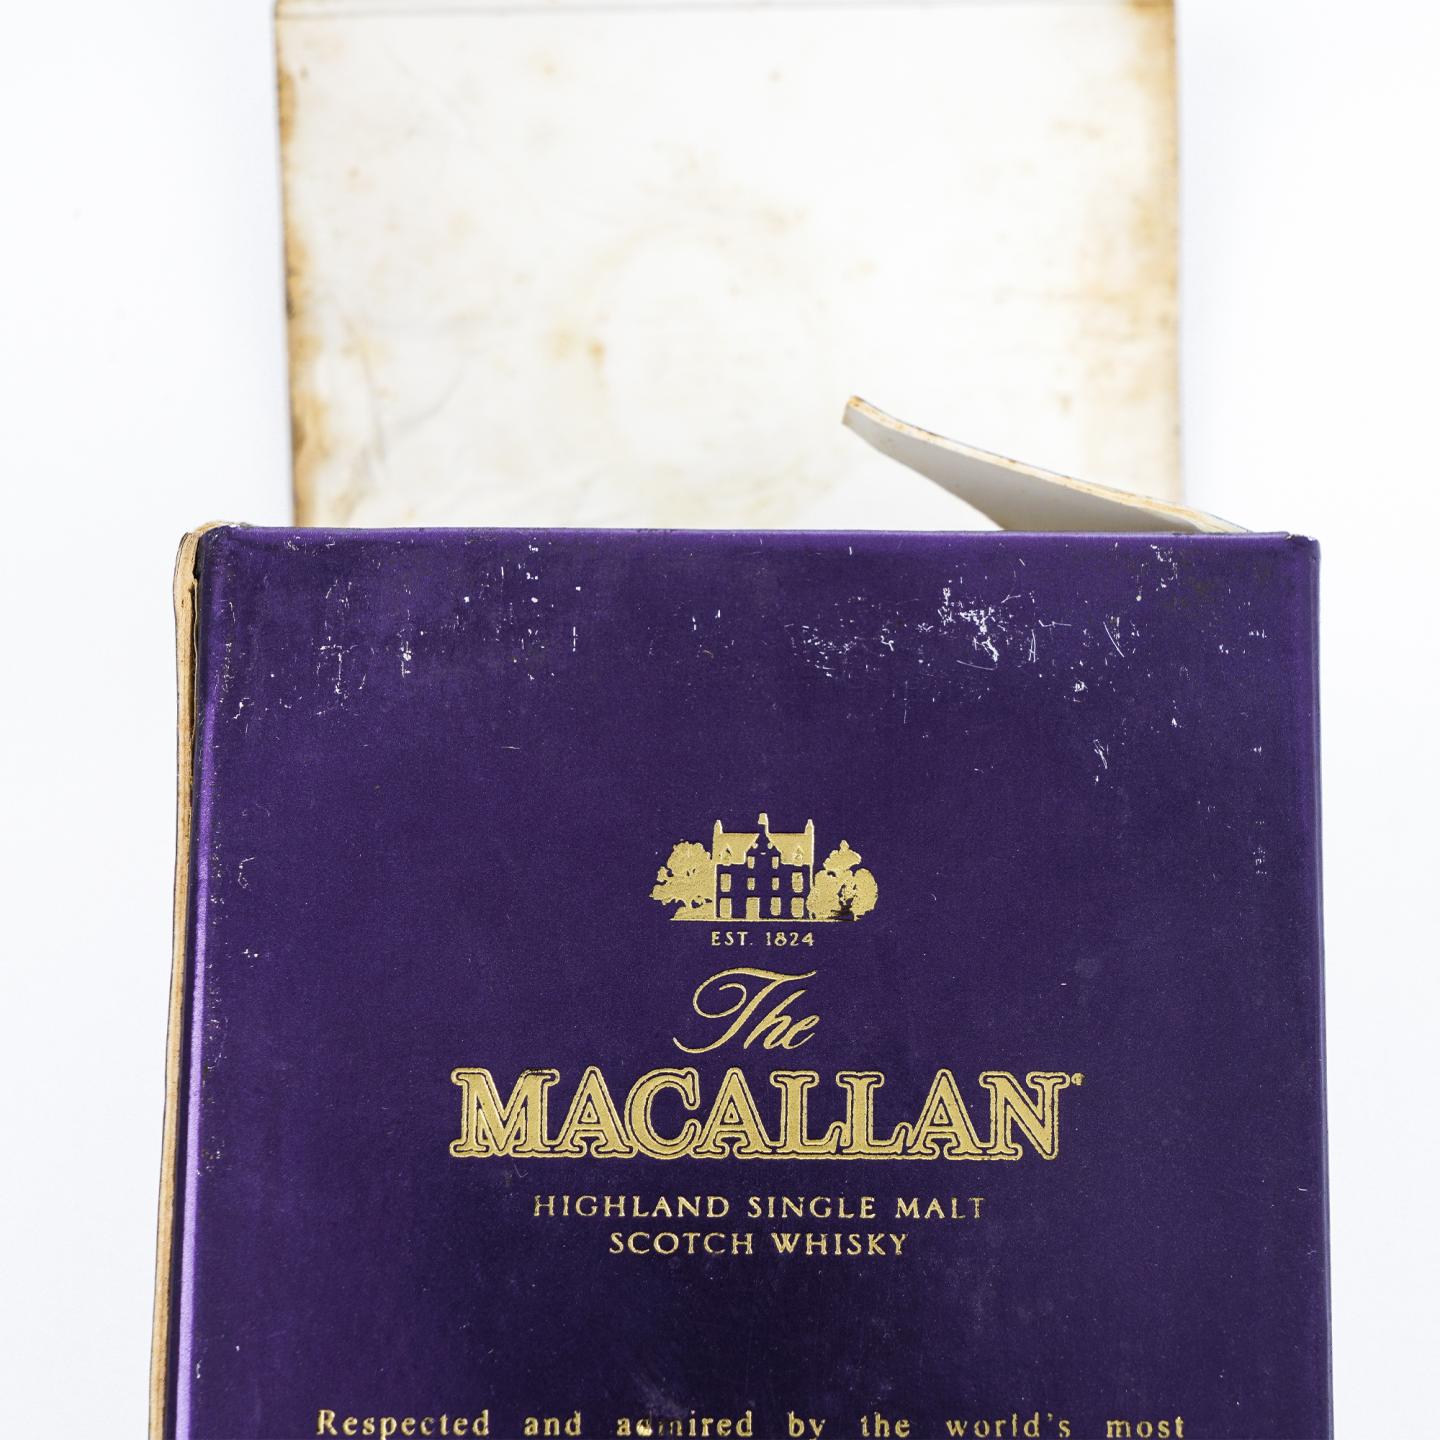 EST. 1824
The
MACALLAN
HIGHLAND SINGLE MALT
SCOTCH WHISKY
Respected and admired by the world's most